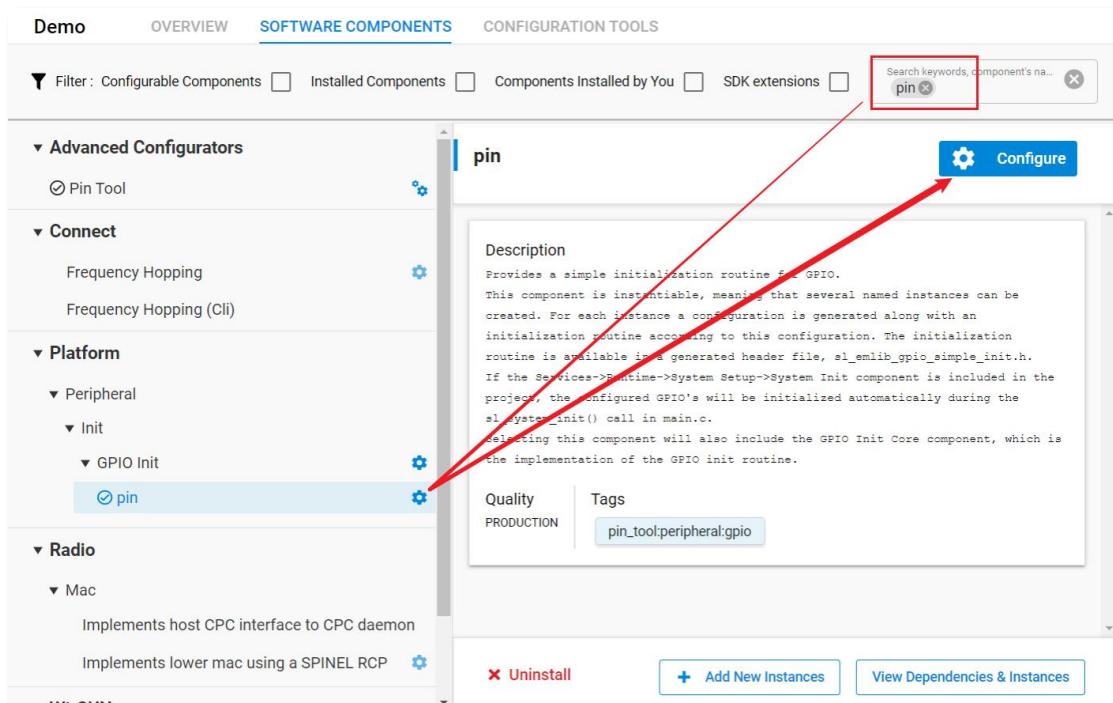 Demo OVERVIEW SOFTWARE COMPONENTS CONFIGURATION TOOLS
Filter : Configurable Components Installed Components Components Installed by You SDK extensions
Search keywords, component's na...
pin
Advanced Configurators
Pin Tool
Connect
Frequency Hopping
Frequency Hopping (Cli)
Platform
Peripheral
Init
GPIO Init
pin
Radio
Mac
Implements host CPC interface to CPC daemon
Implements lower mac using a SPINEL RCP
pin
Configure
Description
Provides a simple initialization routine for GPIO.
This component is instantiable, meaning that several named instances can be
created. For each instance a configuration is generated along with an
initialization routine according to this configuration. The initialization
routine is available in a generated header file, sl_emlib_gpio_simple_init.h.
If the Services->Runtime->System Setup->System Init component is included in the
project, the configured GPIO's will be initialized automatically during the
sl_system_init() call in main.c.
Selecting this component will also include the GPIO Init Core component, which is
the implementation of the GPIO init routine.
Quality Tags
PRODUCTION pin_tool:peripheral:gpio
Uninstall
Add New Instances
View Dependencies & Instances